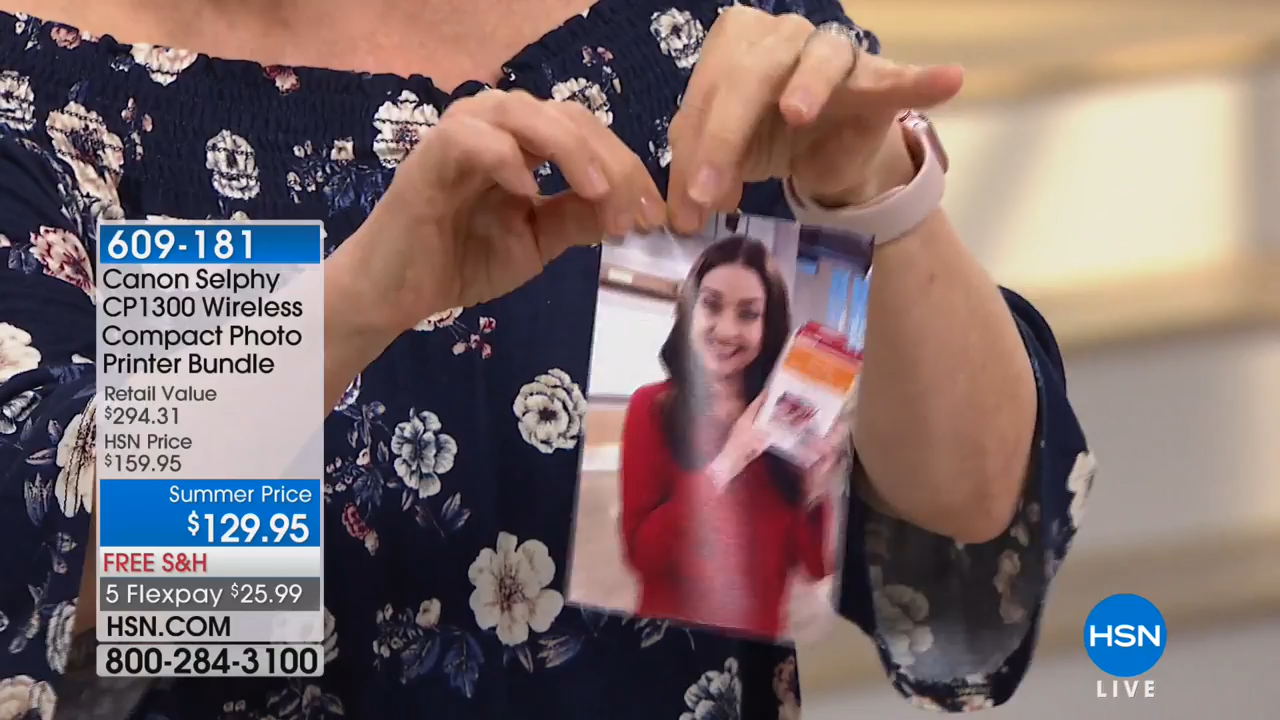 609-181
Canon Selphy
CP1300 Wireless
Compact Photo
Printer Bundle
Retail Value
$294.31
HSN Price
$159.95
Summer Price
$129.95
FREE S&H
5 Flexpay $25.99
HSN.COM
800-284-3100
HSN
LIVE